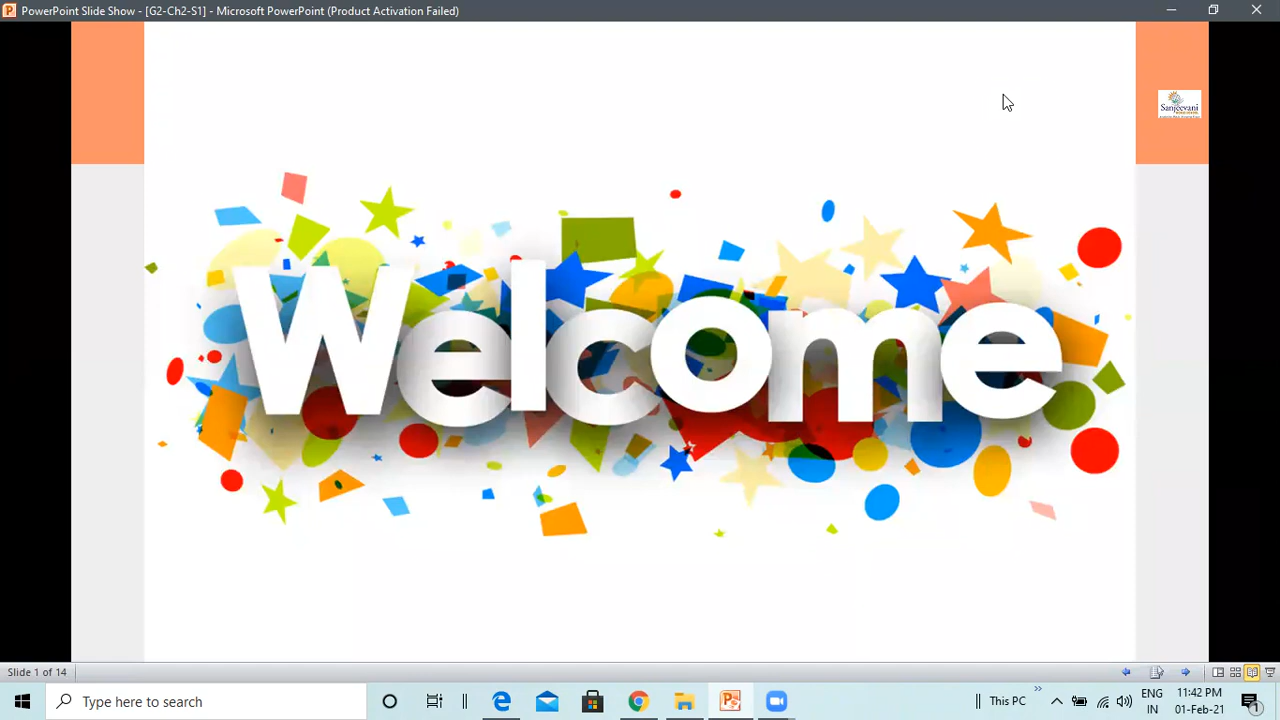 PowerPoint Slide Show - [G2-Ch2-S1] - Microsoft PowerPoint (Product Activation Failed)
Sanjeevani
Welcome
Slide 1 of 14
Type here to search
This PC
ENG
IN
11:42 PM
01-Feb-21
1